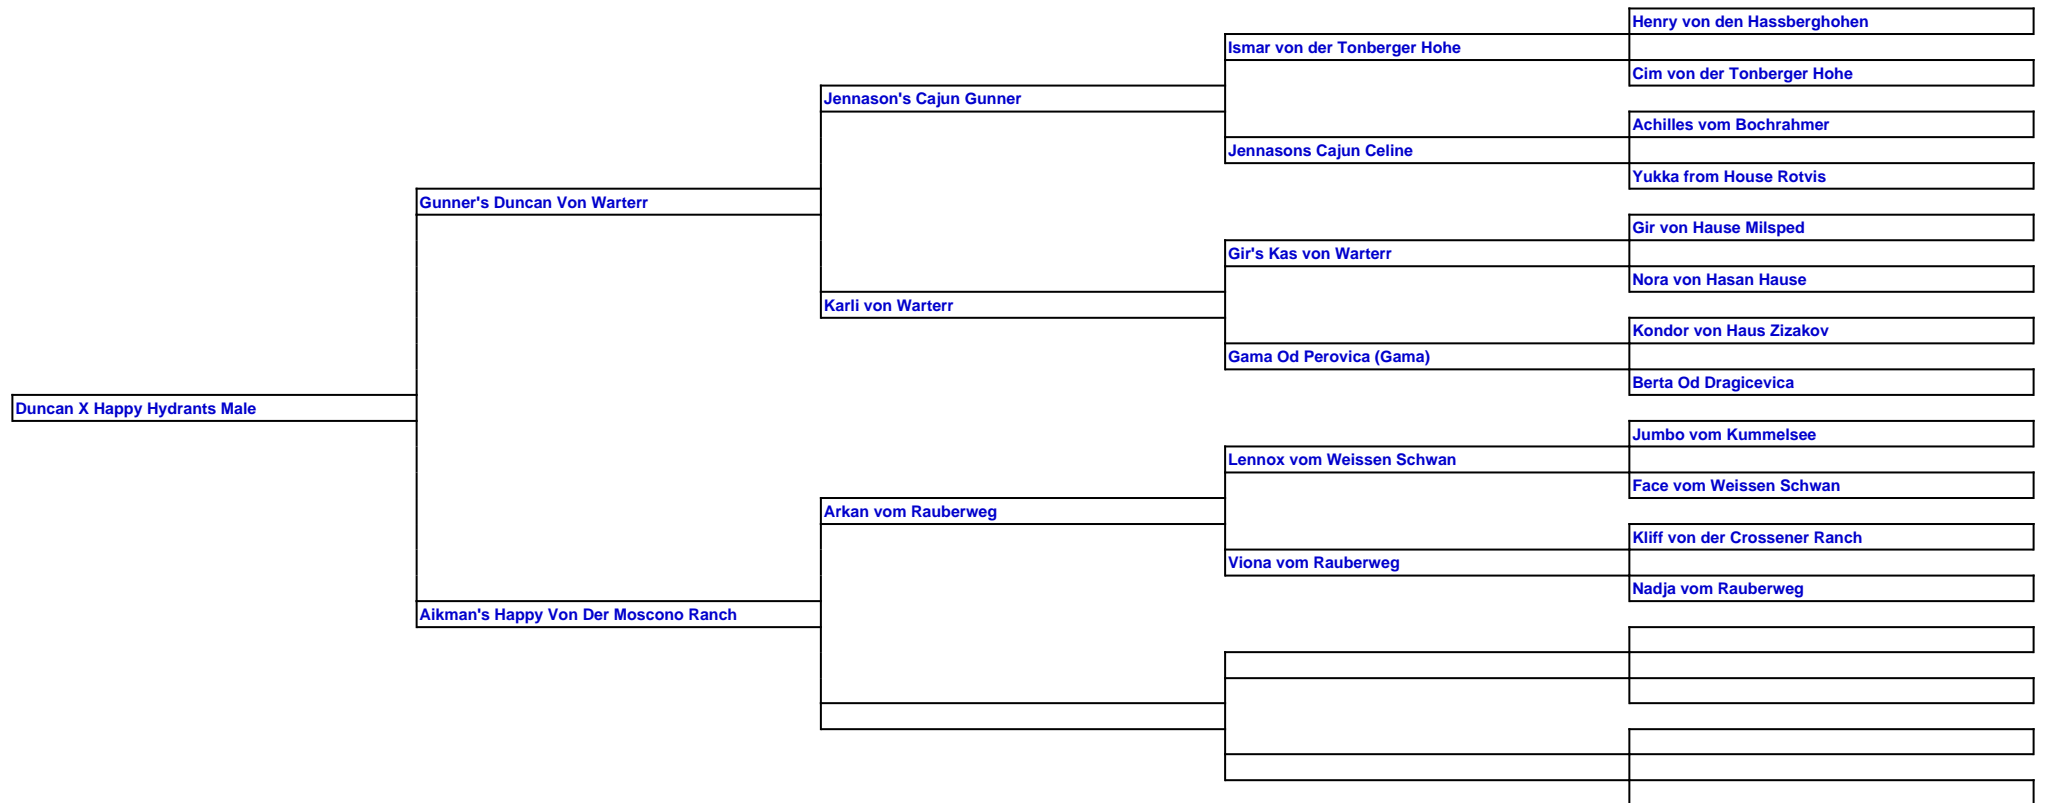 Henry von den Hassberghohen
Ismar von der Tonberger Hohe
Cim von der Tonberger Hohe
Jennason's Cajun Gunner
Achilles vom Bochrahmer
Jennasons Cajun Celine
Yukka from House Rotvis
Gunner's Duncan Von Warterr
Gir von Hause Milsped
Gir's Kas von Warterr
Nora von Hasan Hause
Karli von Warterr
Kondor von Haus Zizakov
Gama Od Perovica (Gama)
Berta Od Dragicevica
Duncan X Happy Hydrants Male
Jumbo vom Kummelsee
Lennox vom Weissen Schwan
Face vom Weissen Schwan
Arkan vom Rauberweg
Kliff von der Crossener Ranch
Viona vom Rauberweg
Nadja vom Rauberweg
Aikman's Happy Von Der Moscono Ranch